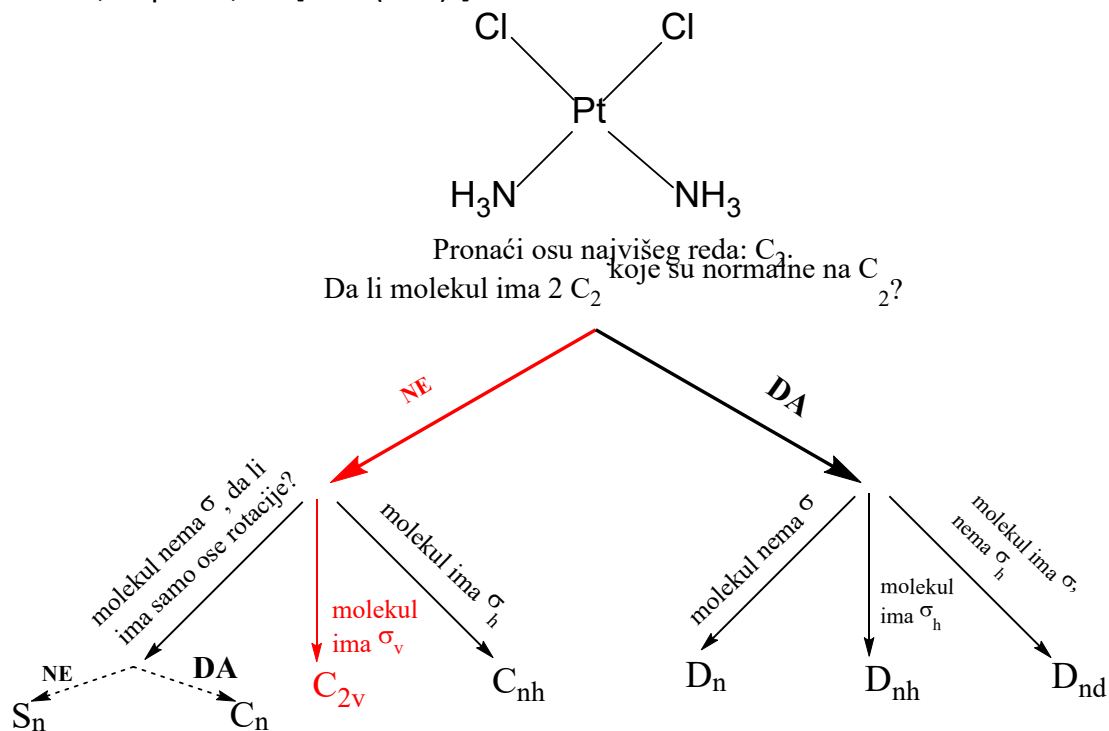 Cl Cl
Pt
H3N NH3
Pronaći osu najvišeg reda: C2.
Da li molekul ima 2 C2 koje su normalne na C2?
NE
DA
molekul nema σ, da li
ima samo ose rotacije?
molekul
ima σv
molekul ima σh
molekul nema σ
molekul
ima σh
molekul ima σ,
nema σh
NE
DA
Sn
Cn
C2v
Cnh
Dn
Dnh
Dnd